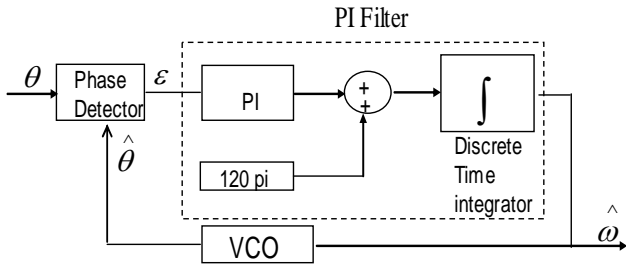 PI Filter
θ
Phase
Detector
ε
PI
+
+
∫
120 pi
Discrete
Time
integrator
θ̂
VCO
ω̂